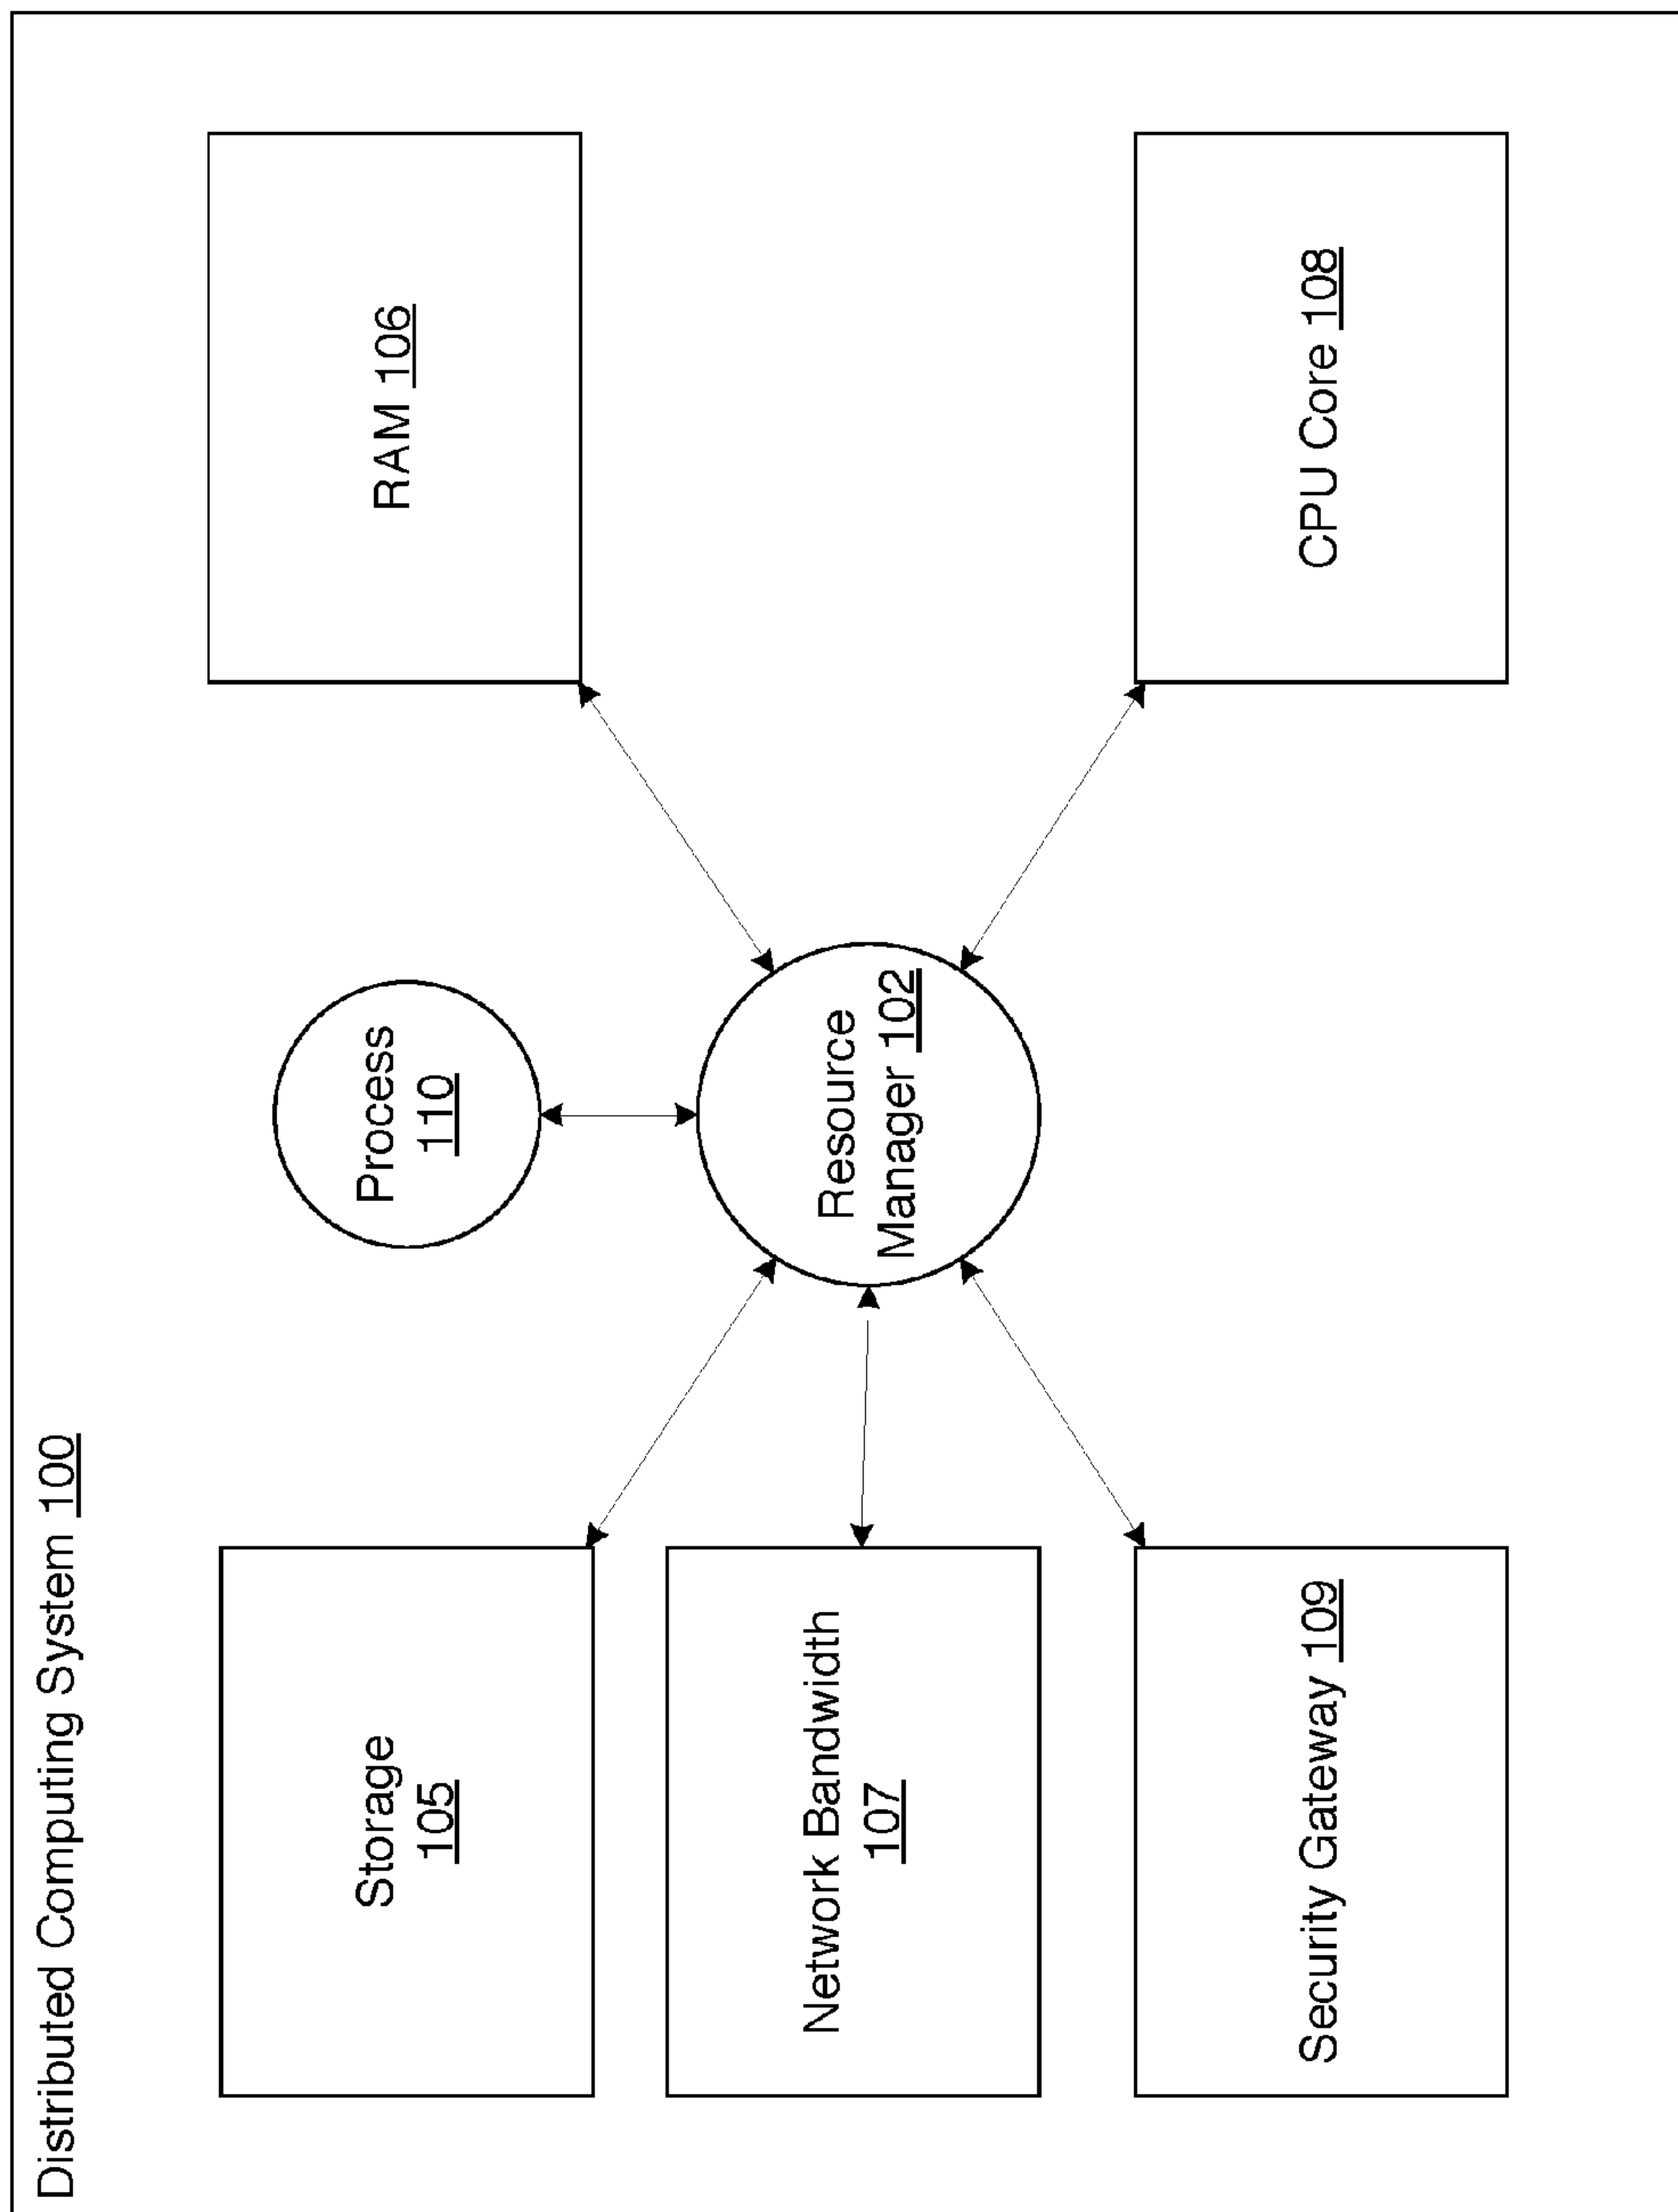 Distributed Computing System 100
Storage
105
Process
110
RAM 106
Network Bandwidth
107
Resource
Manager 102
Security Gateway 109
CPU Core 108